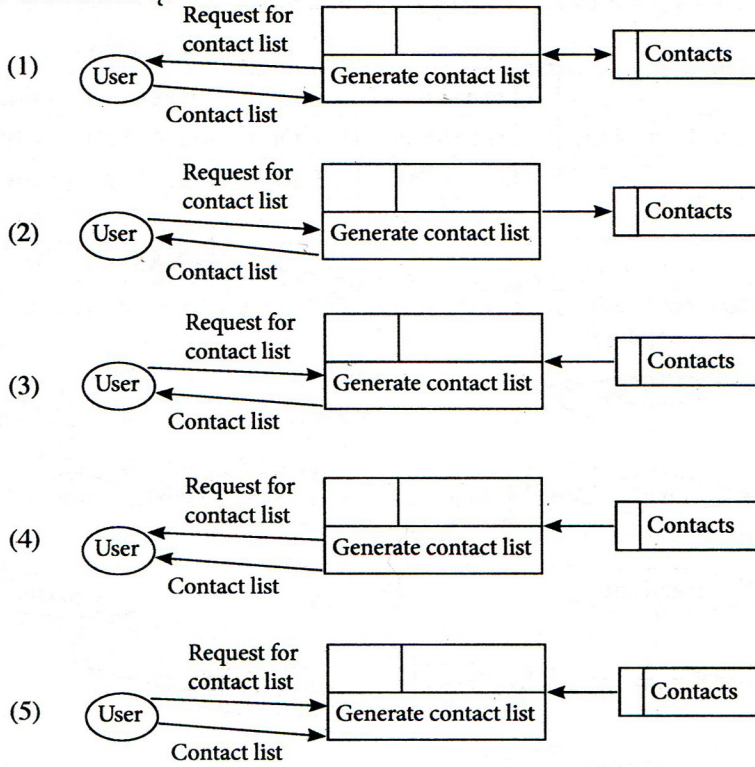 Request for
contact list
(1)
User
Generate contact list
Contacts
Contact list
Request for
contact list
(2)
User
Generate contact list
Contacts
Contact list
Request for
contact list
(3)
User
Generate contact list
Contacts
Contact list
Request for
contact list
(4)
User
Generate contact list
Contacts
Contact list
Request for
contact list
(5)
User
Generate contact list
Contacts
Contact list